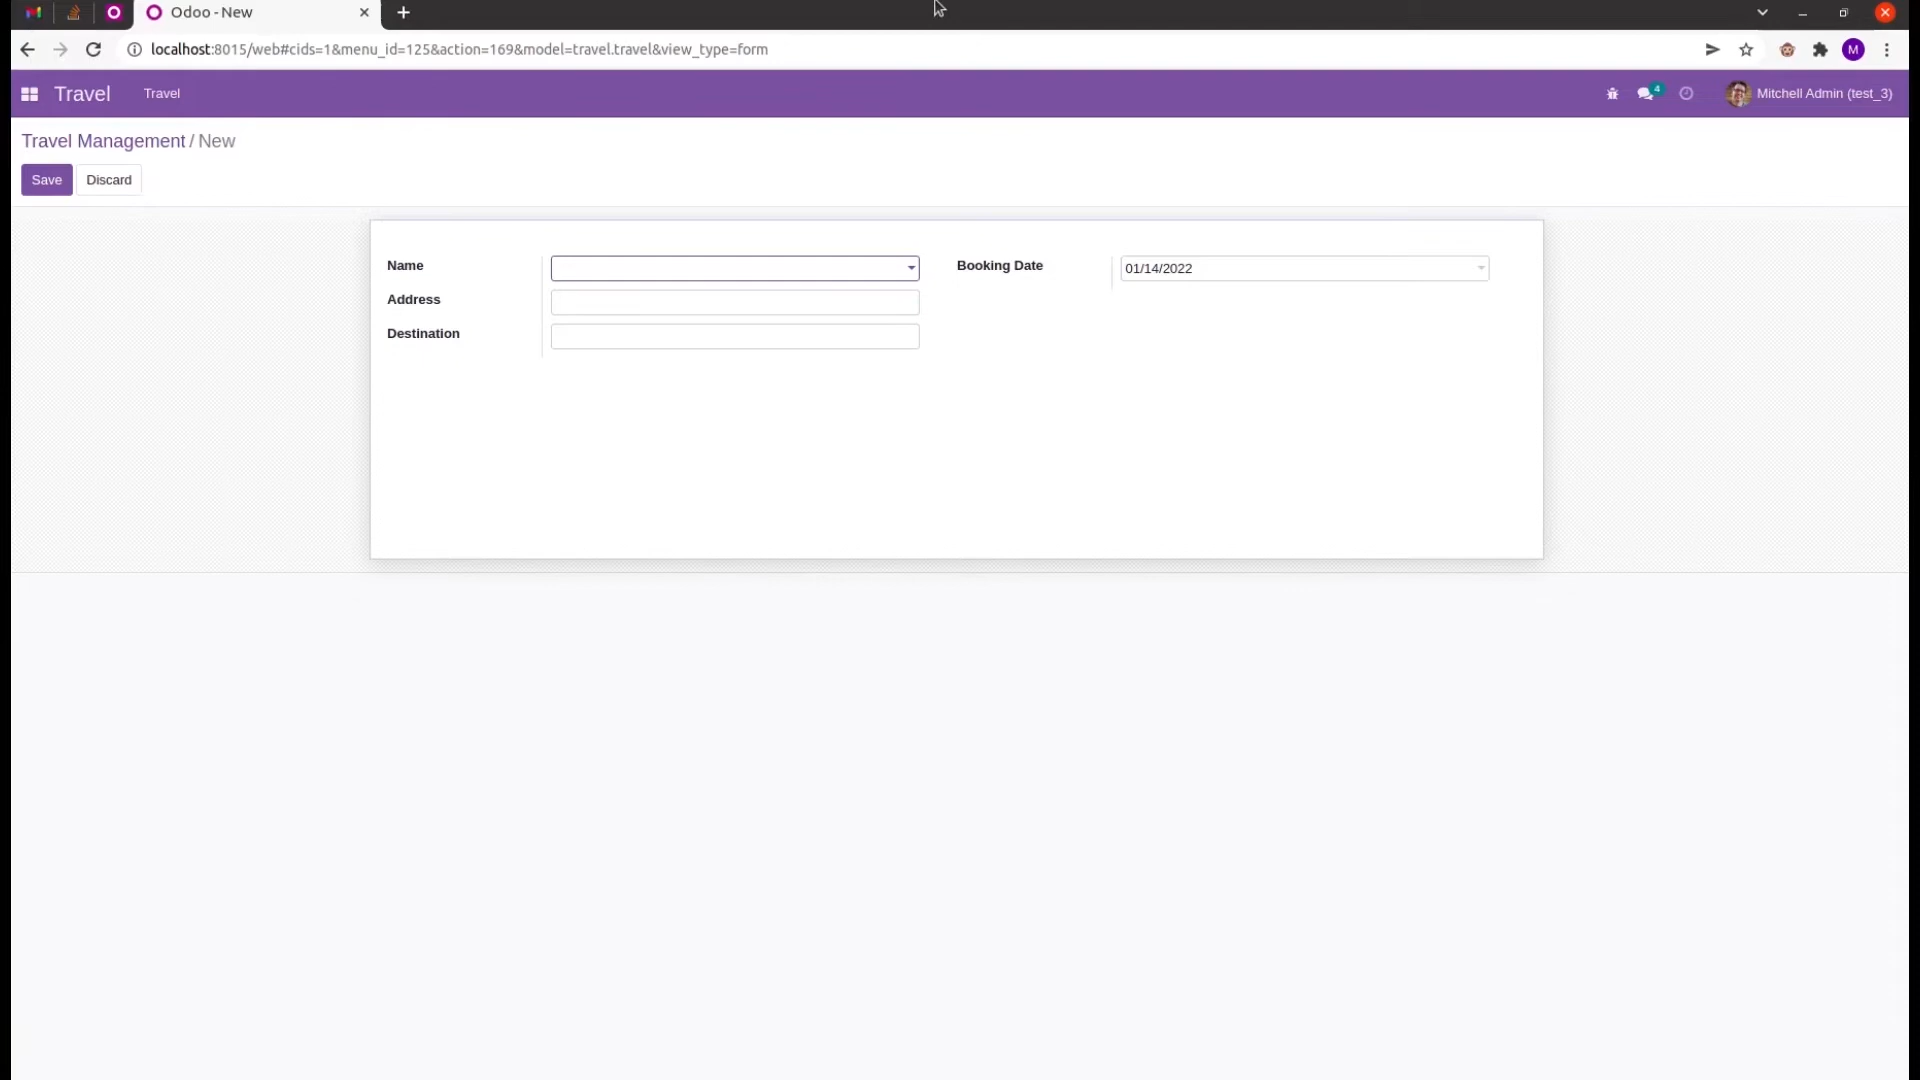 Odoo - New
localhost:8015/web#cids=1&menu_id=125&action=169&model=travel.travel&view_type=form
M
Travel Travel 4 Mitchell Admin (test_3)
Travel Management / New
Save Discard
Name Booking Date 01/14/2022
Address
Destination